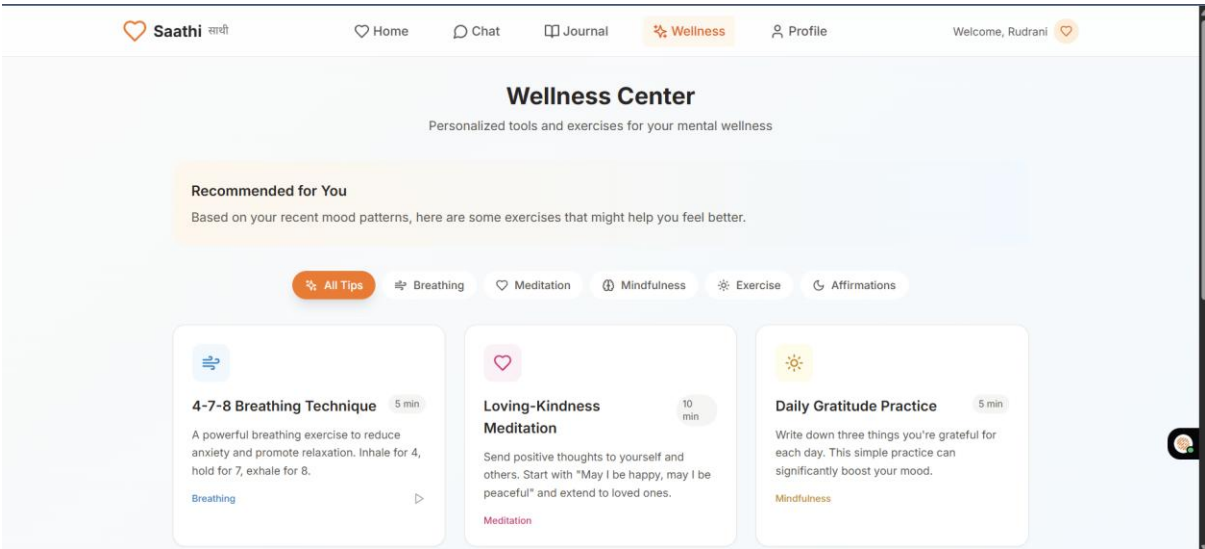 Saathi साथी
Home
Chat
Journal
Wellness
Profile
Welcome, Rudrani
Wellness Center
Personalized tools and exercises for your mental wellness
Recommended for You
Based on your recent mood patterns, here are some exercises that might help you feel better.
All Tips
Breathing
Meditation
Mindfulness
Exercise
Affirmations
4-7-8 Breathing Technique
5 min
A powerful breathing exercise to reduce
anxiety and promote relaxation. Inhale for 4,
hold for 7, exhale for 8.
Breathing
Loving-Kindness
Meditation
10
min
Send positive thoughts to yourself and
others. Start with "May I be happy, may I be
peaceful" and extend to loved ones.
Meditation
Daily Gratitude Practice
5 min
Write down three things you're grateful for
each day. This simple practice can
significantly boost your mood.
Mindfulness